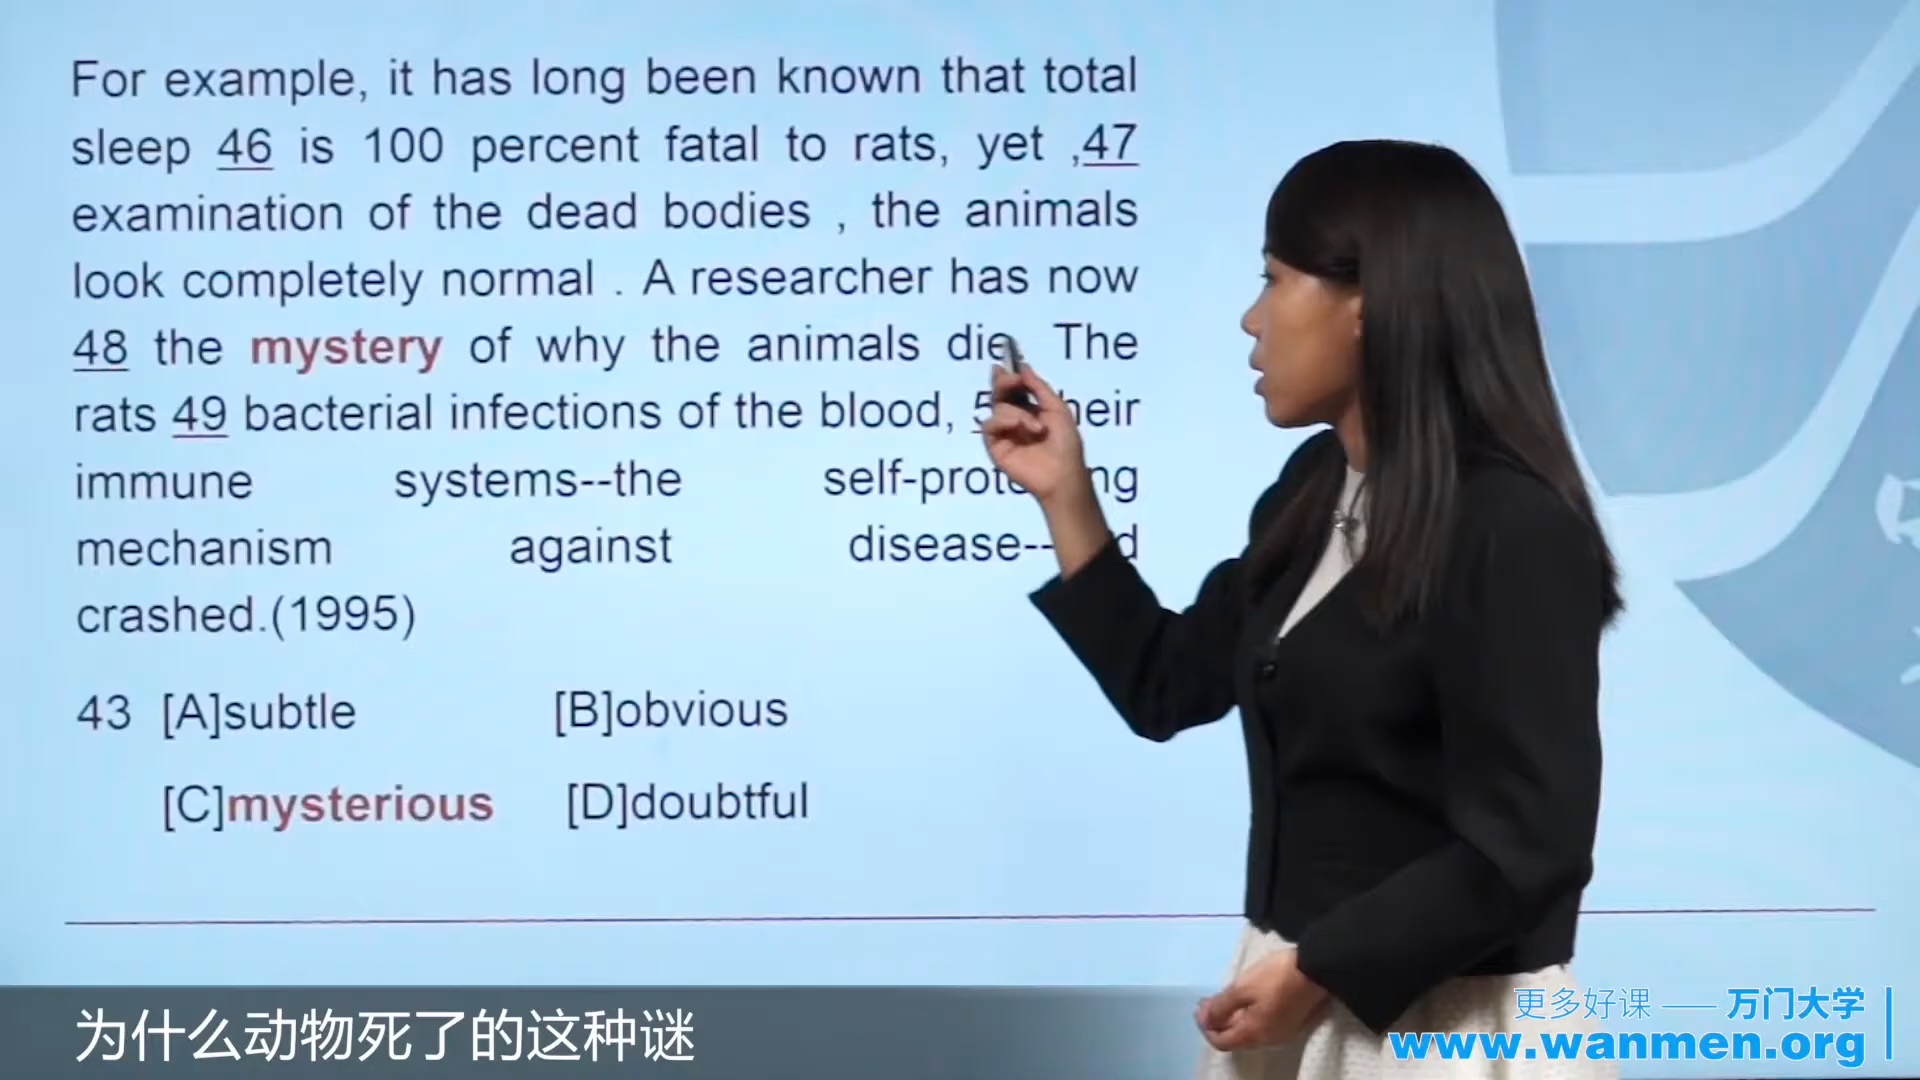 For example, it has long been known that total
sleep 46 is 100 percent fatal to rats, yet ,47
examination of the dead bodies , the animals
look completely normal . A researcher has now
48 the mystery of why the animals die. The
rats 49 bacterial infections of the blood, their
immune systems--the
mechanism against
crashed.(1995)
43 [A]subtle [B]obvious
[C]mysterious [D]doubtful
为什么动物死了的这种谜
更多好课 —— 万门大学
www.wanmen.org